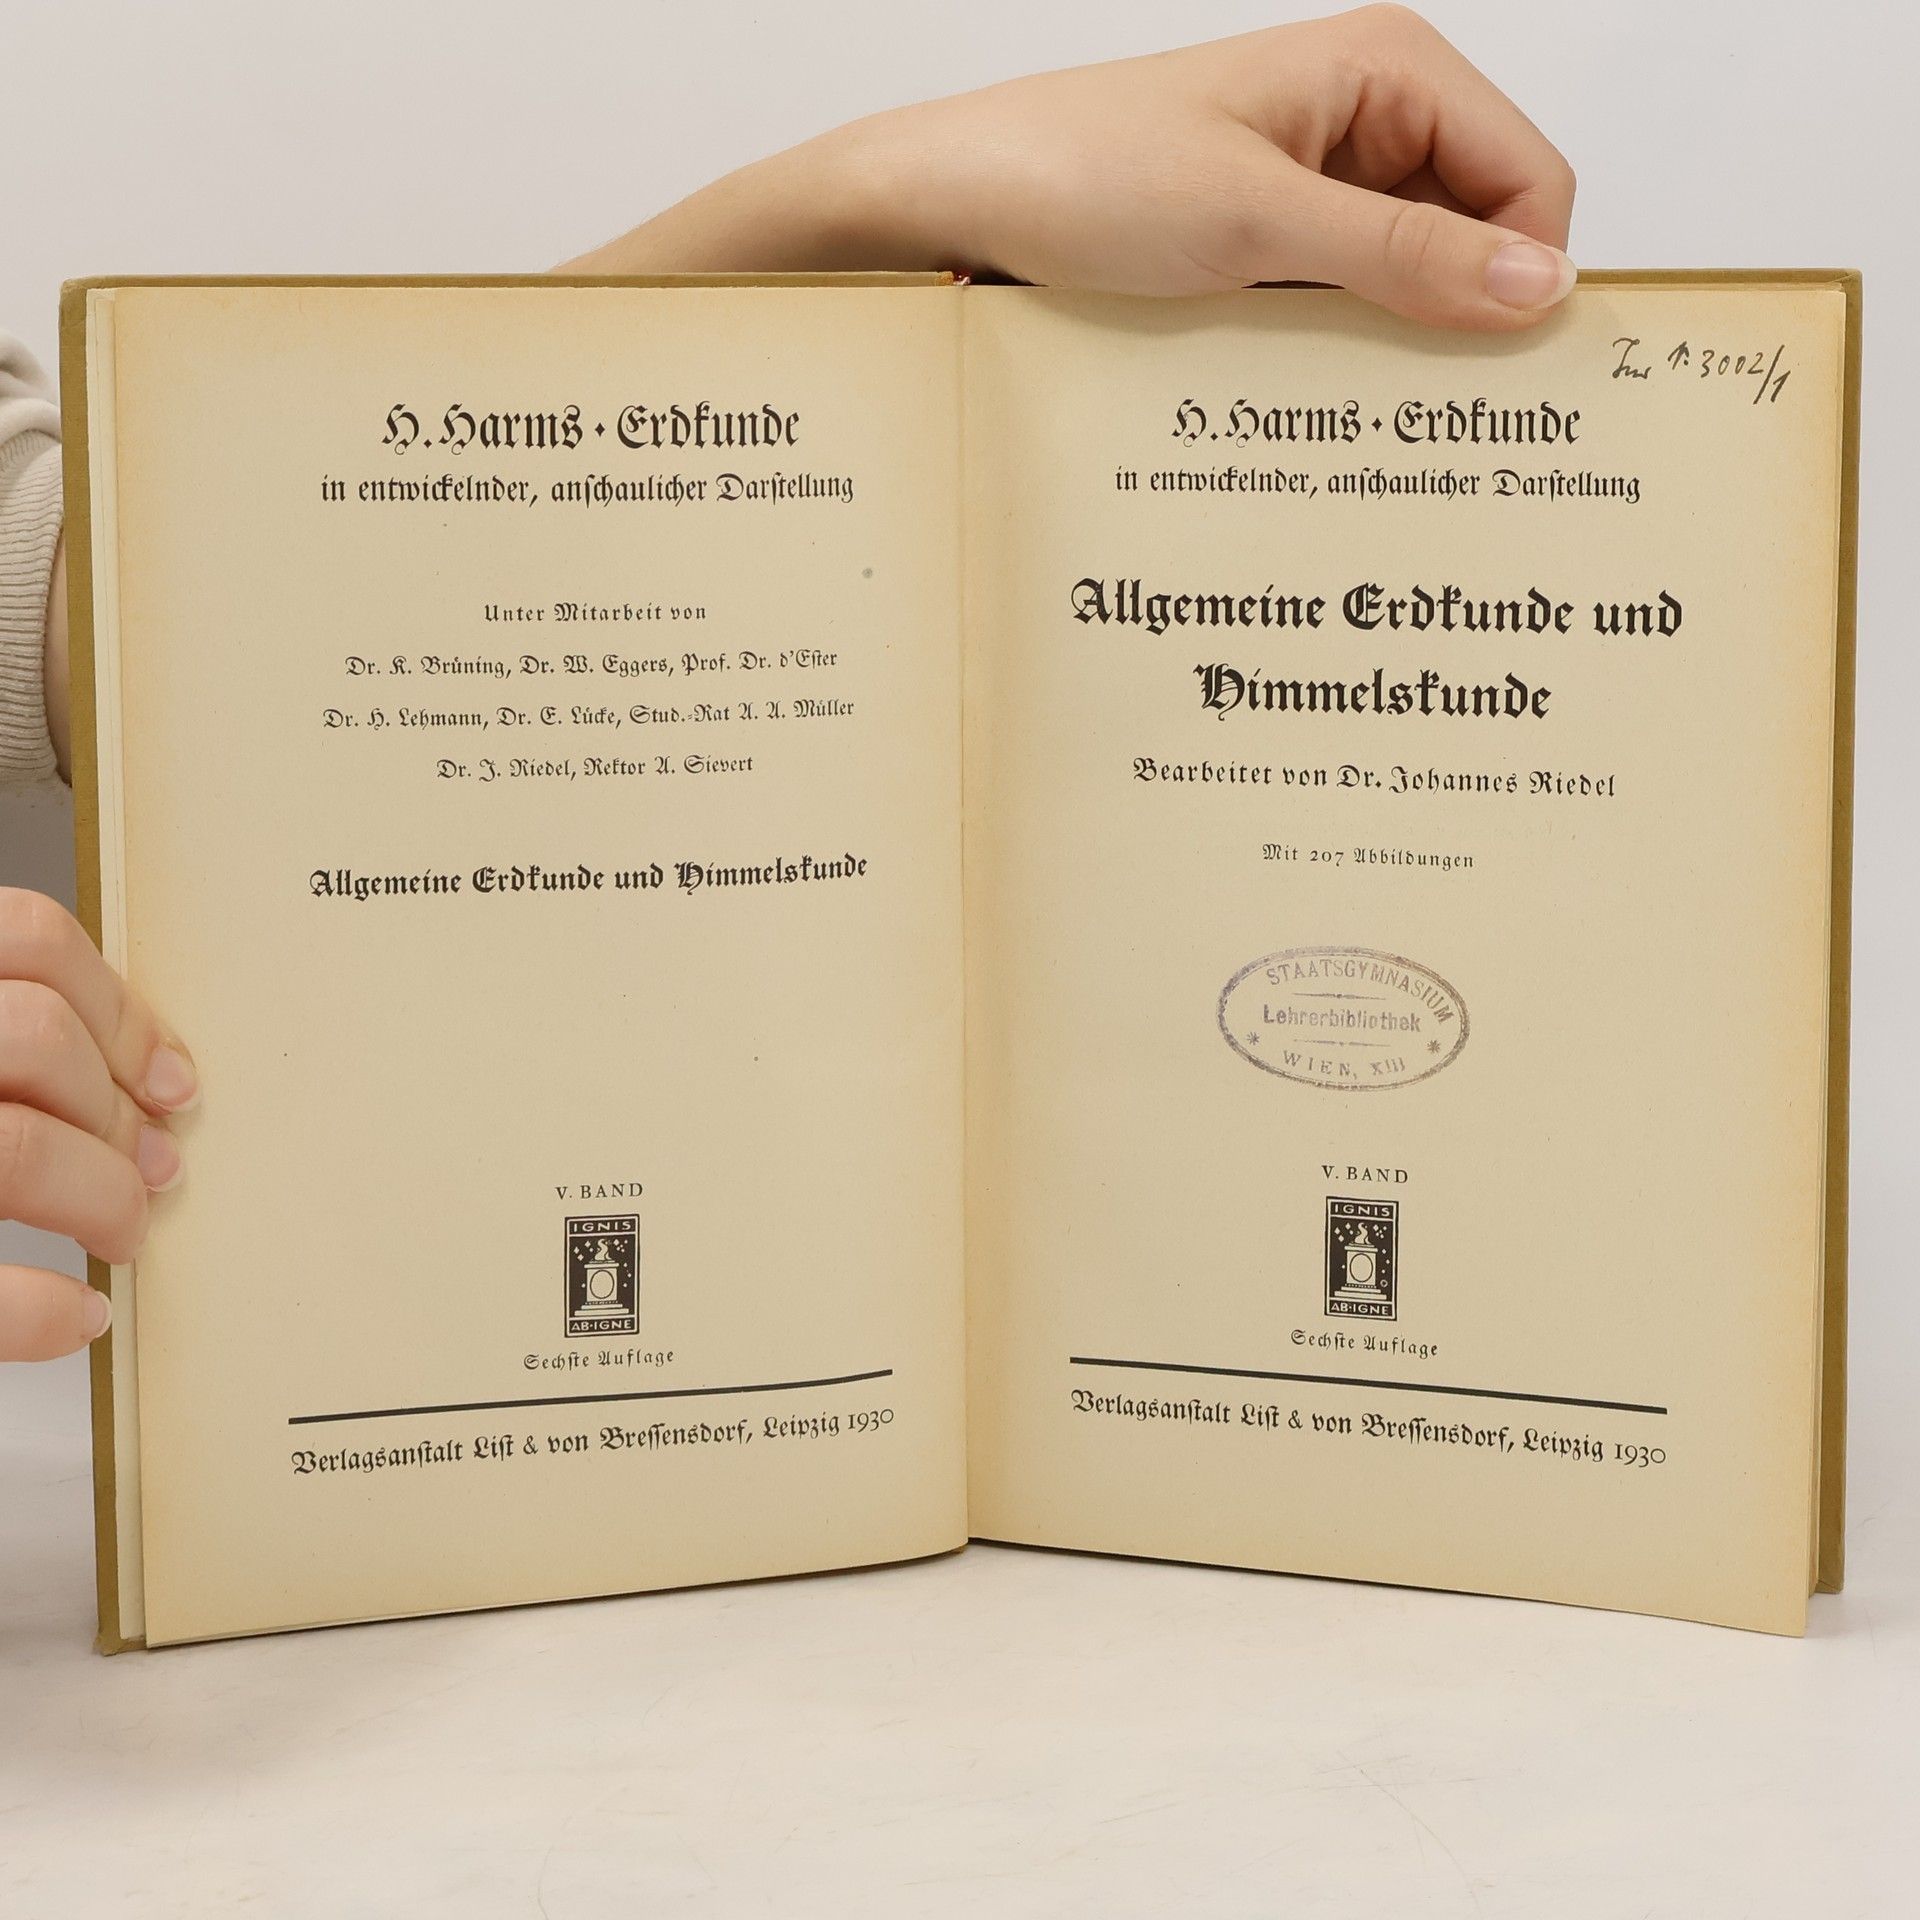 H. Harms · Erdkunde
in entwickelnder, anschaulicher Darstellung
Unter Mitarbeit von
Dr. K. Brüning, Dr. W. Eggers, Prof. Dr. d'Ester
Dr. H. Lehmann, Dr. E. Lücke, Stud.-Rat A. A. Müller
Dr. J. Riedel, Rektor A. Sievert
Allgemeine Erdkunde und Himmelskunde
V. BAND
IGNIS
AB·IGNE
Sechste Auflage
Verlagsanstalt List & von Bressensdorf, Leipzig 1930
3002/1
H. Harms · Erdkunde
in entwickelnder, anschaulicher Darstellung
Allgemeine Erdkunde und
Himmelskunde
Bearbeitet von Dr. Johannes Riedel
Mit 207 Abbildungen
STAATSGYMNASIUM
Lehrerbibliothek
* WIEN, XIII *
V. BAND
IGNIS
AB·IGNE
Sechste Auflage
Verlagsanstalt List & von Bressensdorf, Leipzig 1930